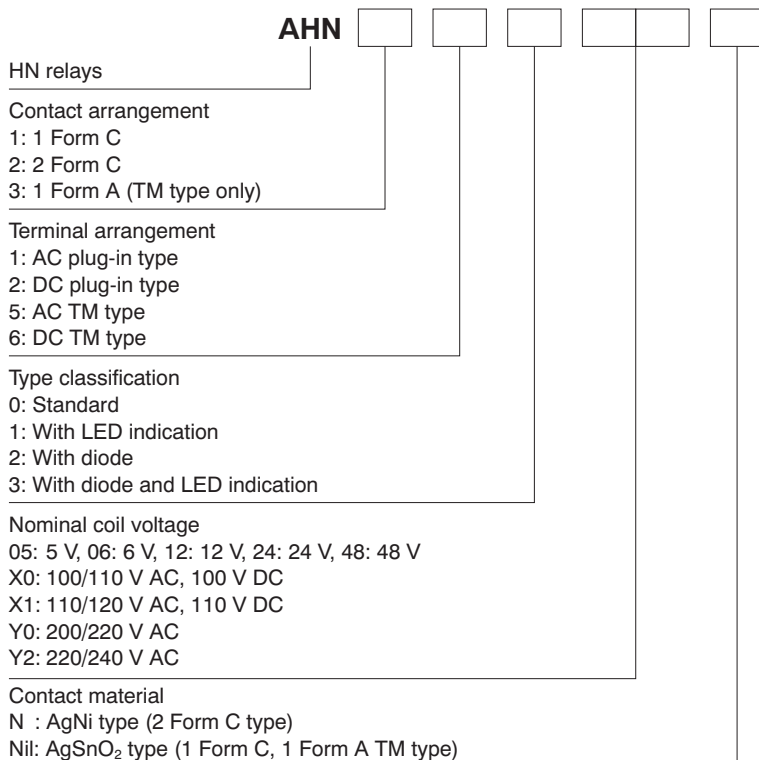 AHN
HN relays
Contact arrangement
1: 1 Form C
2: 2 Form C
3: 1 Form A (TM type only)
Terminal arrangement
1: AC plug-in type
2: DC plug-in type
5: AC TM type
6: DC TM type
Type classification
0: Standard
1: With LED indication
2: With diode
3: With diode and LED indication
Nominal coil voltage
05: 5 V, 06: 6 V, 12: 12 V, 24: 24 V, 48: 48 V
X0: 100/110 V AC, 100 V DC
X1: 110/120 V AC, 110 V DC
Y0: 200/220 V AC
Y2: 220/240 V AC
Contact material
N : AgNi type (2 Form C type)
Nil: AgSnO₂ type (1 Form C, 1 Form A TM type)